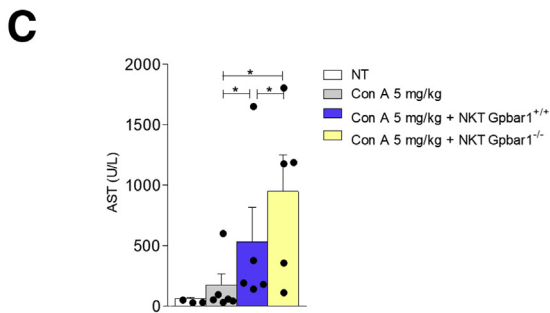 C
2000
1500
1000
500
0
AST (U/L)
*
*
*
NT
Con A 5 mg/kg
Con A 5 mg/kg + NKT Gpbar1+/+
Con A 5 mg/kg + NKT Gpbar1-/-